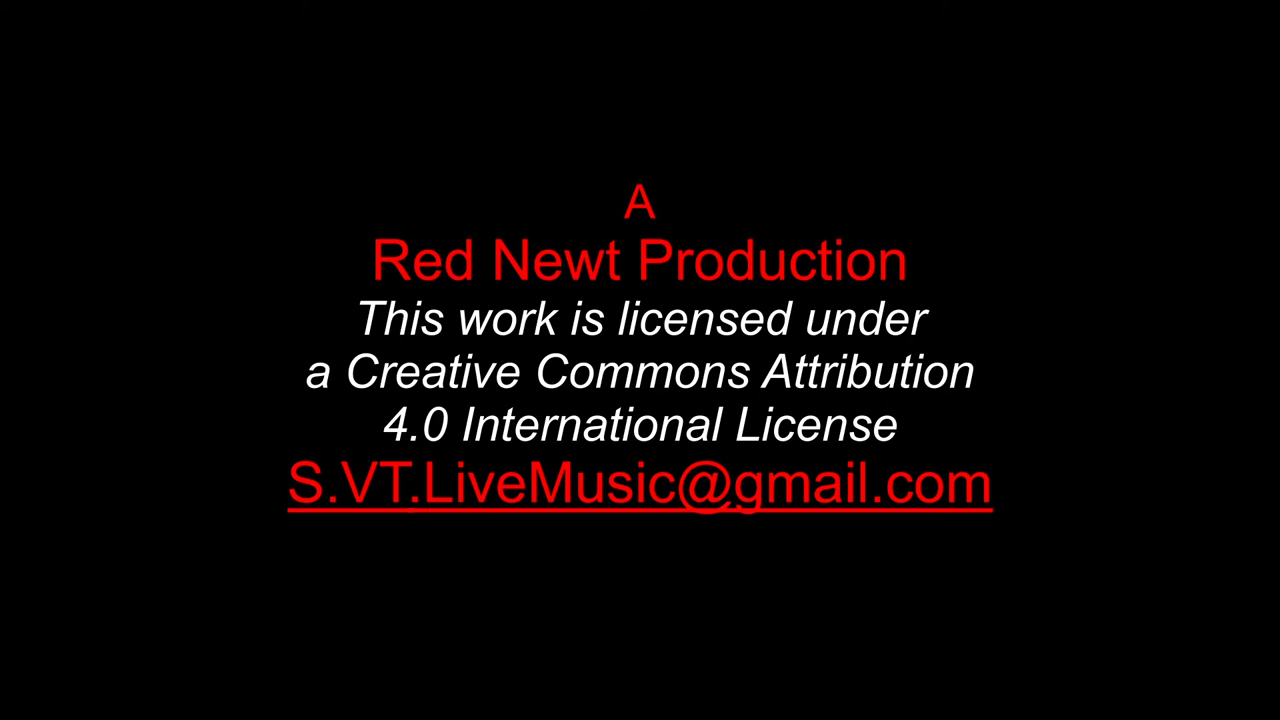 A
Red Newt Production
This work is licensed under
a Creative Commons Attribution
4.0 International License
S.VT.LiveMusic@gmail.com